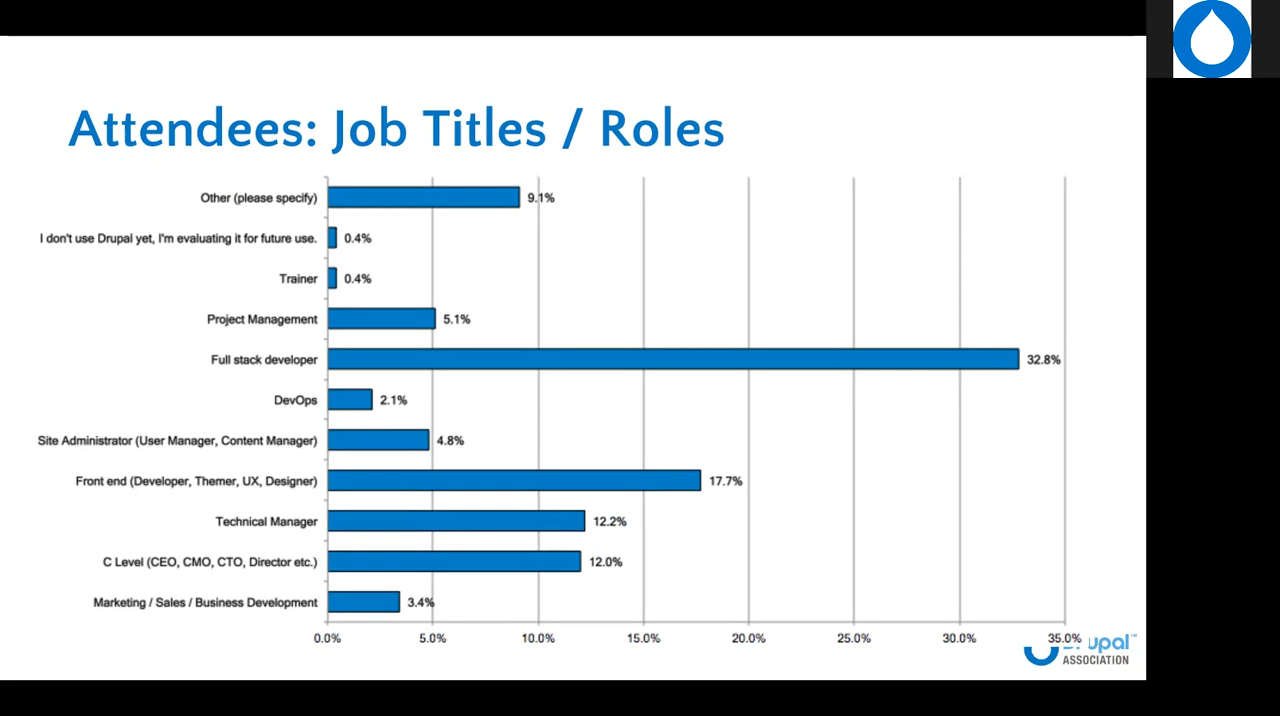 Attendees: Job Titles / Roles
Other (please specify) 9.1%
I don't use Drupal yet, I'm evaluating it for future use. 0.4%
Trainer 0.4%
Project Management 5.1%
Full stack developer 32.8%
DevOps 2.1%
Site Administrator (User Manager, Content Manager) 4.8%
Front end (Developer, Themer, UX, Designer) 17.7%
Technical Manager 12.2%
C Level (CEO, CMO, CTO, Director etc.) 12.0%
Marketing / Sales / Business Development 3.4%
0.0% 5.0% 10.0% 15.0% 20.0% 25.0% 30.0% 35.0%
Drupal™
ASSOCIATION